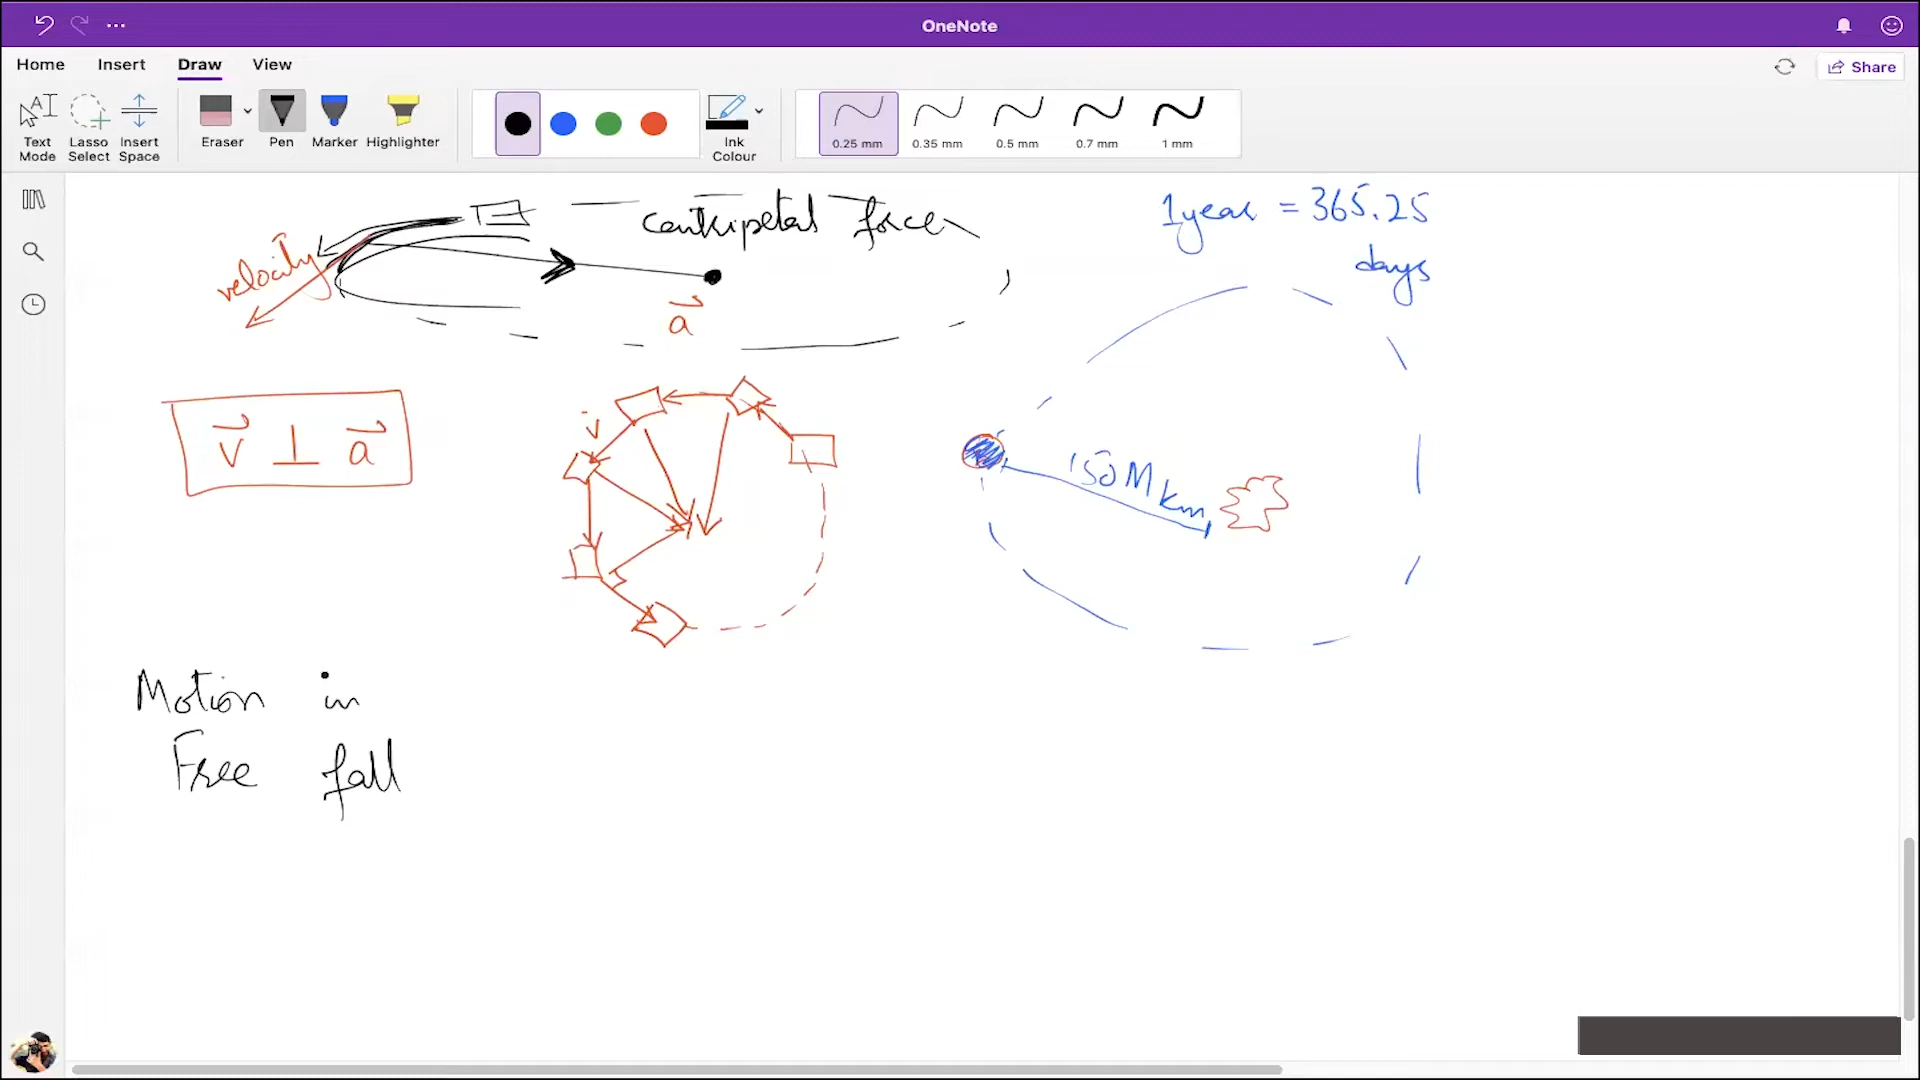 OneNote
Home Insert Draw View
Share
Text Mode
Lasso Select
Insert Space
Eraser
Pen
Marker
Highlighter
Ink Colour
0.25 mm
0.35 mm
0.5 mm
0.7 mm
1 mm
centripetal force
velocity
a
1 year = 365.25
days
v ⊥ a
v
150 M km
Motion in
Free fall